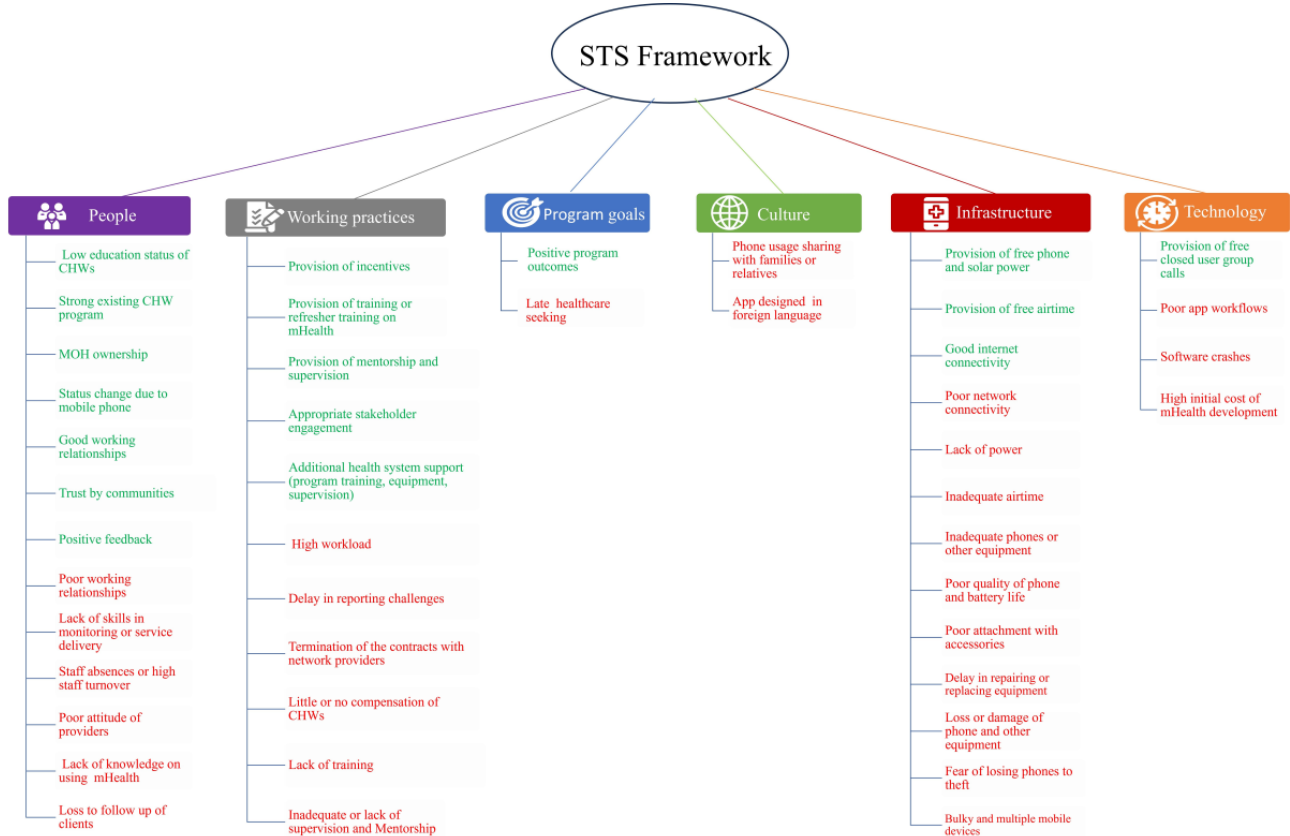 STS Framework
People
Low education status of
CHWs
Strong existing CHW
program
MOH ownership
Status change due to
mobile phone
Good working
relationships
Trust by communities
Positive feedback
Poor working
relationships
Lack of skills in
monitoring or service
delivery
Staff absences or high
staff turnover
Poor attitude of
providers
Lack of knowledge on
using mHealth
Loss to follow up of
clients
Working practices
Provision of incentives
Provision of training or
refresher training on
mHealth
Provision of mentorship and
supervision
Appropriate stakeholder
engagement
Additional health system support
(program training, equipment,
supervision)
High workload
Delay in reporting challenges
Termination of the contracts with
network providers
Little or no compensation of
CHWs
Lack of training
Inadequate or lack of
supervision and Mentorship
Program goals
Positive program
outcomes
Late healthcare
seeking
Culture
Phone usage sharing
with families or
relatives
App designed in
foreign language
Infrastructure
Provision of free phone
and solar power
Provision of free airtime
Good internet
connectivity
Poor network
connectivity
Lack of power
Inadequate airtime
Inadequate phones or
other equipment
Poor quality of phone
and battery life
Poor attachment with
accessories
Delay in repairing or
replacing equipment
Loss or damage of
phone and other
equipment
Fear of losing phones to
theft
Bulky and multiple mobile
devices
Technology
Provision of free
closed user group
calls
Poor app workflows
Software crashes
High initial cost of
mHealth development